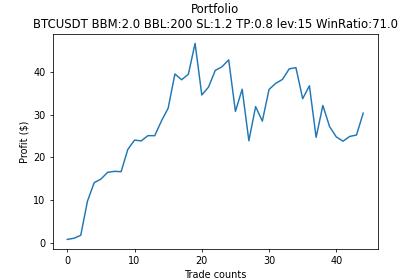 Portfolio
BTCUSDT BBM:2.0 BBL:200 SL:1.2 TP:0.8 lev:15 WinRatio:71.0
40
30
20
10
0
Profit ($)
0 10 20 30 40
Trade counts